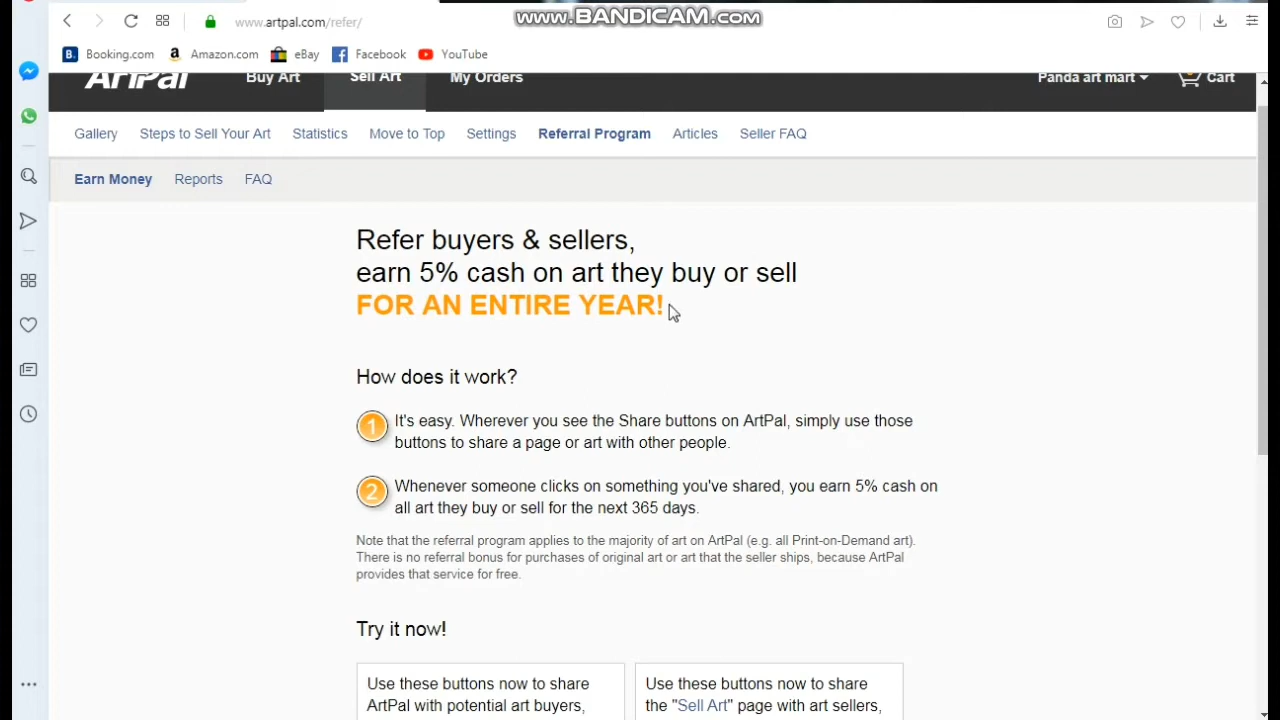 www.BANDICAM.com
www.artpal.com/refer/
B. Booking.com a Amazon.com eBay Facebook YouTube
ArtPal Buy Art Sell Art My Orders Panda art mart Cart
Gallery Steps to Sell Your Art Statistics Move to Top Settings Referral Program Articles Seller FAQ
Earn Money Reports FAQ
Refer buyers & sellers,
earn 5% cash on art they buy or sell
FOR AN ENTIRE YEAR!
How does it work?
1 It's easy. Wherever you see the Share buttons on ArtPal, simply use those
buttons to share a page or art with other people.
2 Whenever someone clicks on something you've shared, you earn 5% cash on
all art they buy or sell for the next 365 days.
Note that the referral program applies to the majority of art on ArtPal (e.g. all Print-on-Demand art).
There is no referral bonus for purchases of original art or art that the seller ships, because ArtPal
provides that service for free.
Try it now!
Use these buttons now to share
ArtPal with potential art buyers,
Use these buttons now to share
the "Sell Art" page with art sellers,